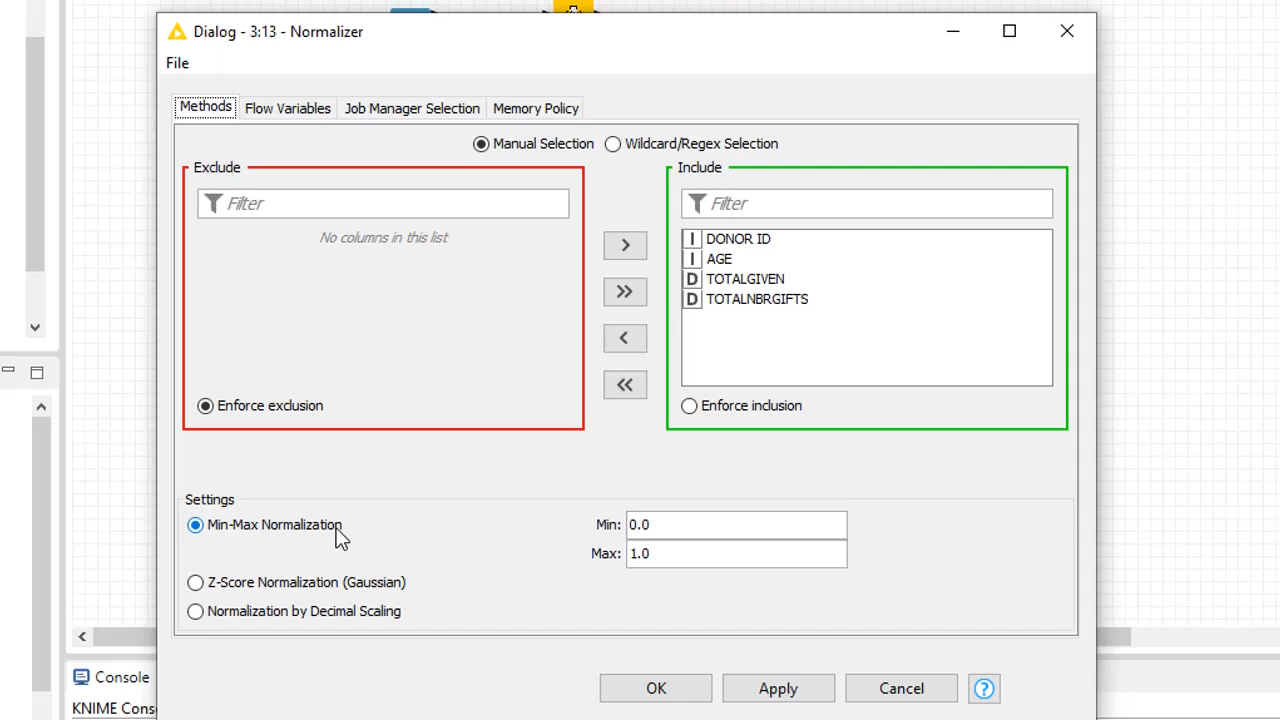 Dialog - 3:13 - Normalizer
File
Methods Flow Variables Job Manager Selection Memory Policy
Manual Selection Wildcard/Regex Selection
Exclude Include
Filter Filter
No columns in this list
I DONOR ID
I AGE
D TOTALGIVEN
D TOTALNBRGIFTS
> 
>>
<
<<
Enforce exclusion Enforce inclusion
Settings
Min-Max Normalization Min: 0.0
Max: 1.0
Z-Score Normalization (Gaussian)
Normalization by Decimal Scaling
OK Apply Cancel ?
Console
KNIME Cons